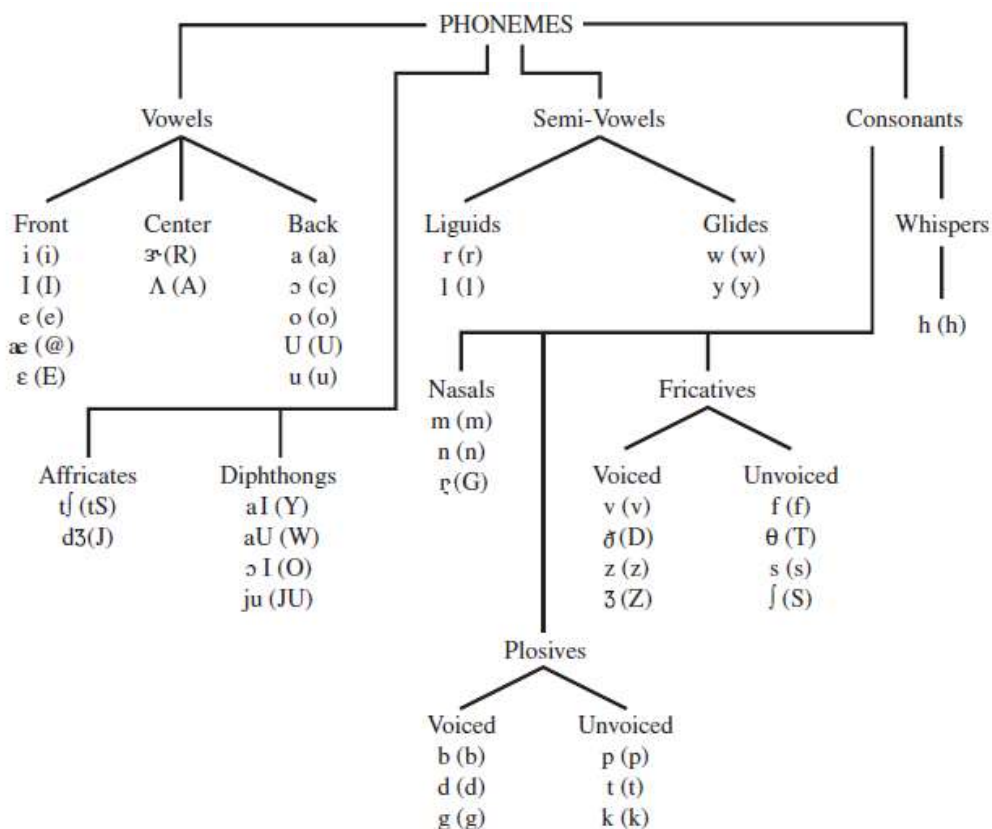 PHONEMES
Vowels
Semi-Vowels
Consonants
Front
i (i)
I (I)
e (e)
æ (@)
ε (E)
Center
ɝ (R)
Λ (A)
Back
a (a)
ɔ (c)
o (o)
U (U)
u (u)
Liguids
r (r)
l (l)
Glides
w (w)
y (y)
Whispers
h (h)
Nasals
m (m)
n (n)
(G)
Fricatives
Voiced
v (v)
ð (D)
z (z)
ʒ (Z)
Unvoiced
f (f)
θ (T)
s (s)
ʃ (S)
Affricates
tʃ (tS)
dʒ(J)
Diphthongs
aI (Y)
aU (W)
ɔI (O)
ju (JU)
Plosives
Voiced
b (b)
d (d)
g (g)
Unvoiced
p (p)
t (t)
k (k)